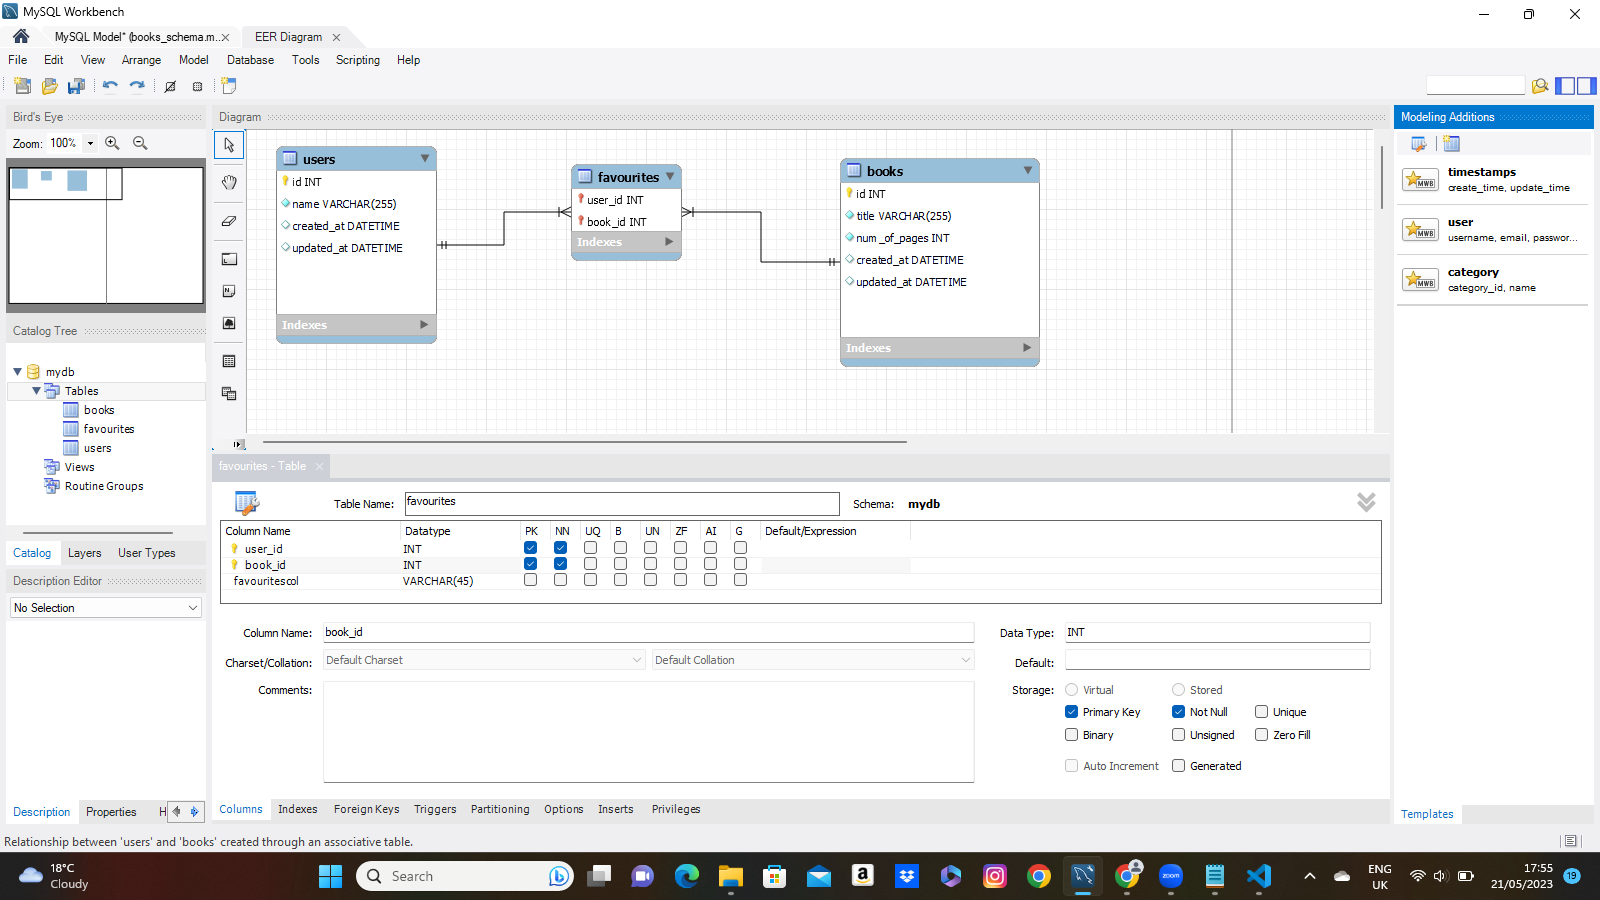 MySQL Workbench
MySQL Model* (books_schema.m...
EER Diagram
File Edit View Arrange Model Database Tools Scripting Help
Bird's Eye
Zoom: 100%
Catalog Tree
mydb
Tables
books
favourites
users
Views
Routine Groups
Catalog Layers User Types
Description Editor
No Selection
Description Properties H
Diagram
users
id INT
name VARCHAR(255)
created_at DATETIME
updated_at DATETIME
Indexes
favourites
user_id INT
book_id INT
Indexes
books
id INT
title VARCHAR(255)
num_of_pages INT
created_at DATETIME
updated_at DATETIME
Indexes
Modeling Additions
MWB
timestamps
create_time, update_time
MWB
user
username, email, passwor...
MWB
category
category_id, name
Templates
favourites - Table
Table Name: favourites Schema: mydb
Column Name Datatype PK NN UQ B UN ZF AI G Default/Expression
user_id INT
book_id INT
favouritescol VARCHAR(45)
Column Name: book_id Data Type: INT
Charset/Collation: Default Charset Default Collation Default:
Comments: Storage: Virtual Stored
Primary Key Not Null Unique
Binary Unsigned Zero Fill
Auto Increment Generated
Columns Indexes Foreign Keys Triggers Partitioning Options Inserts Privileges
Relationship between 'users' and 'books' created through an associative table.
18°C
Cloudy
Search
zoom
ENG
UK
17:55
21/05/2023
19